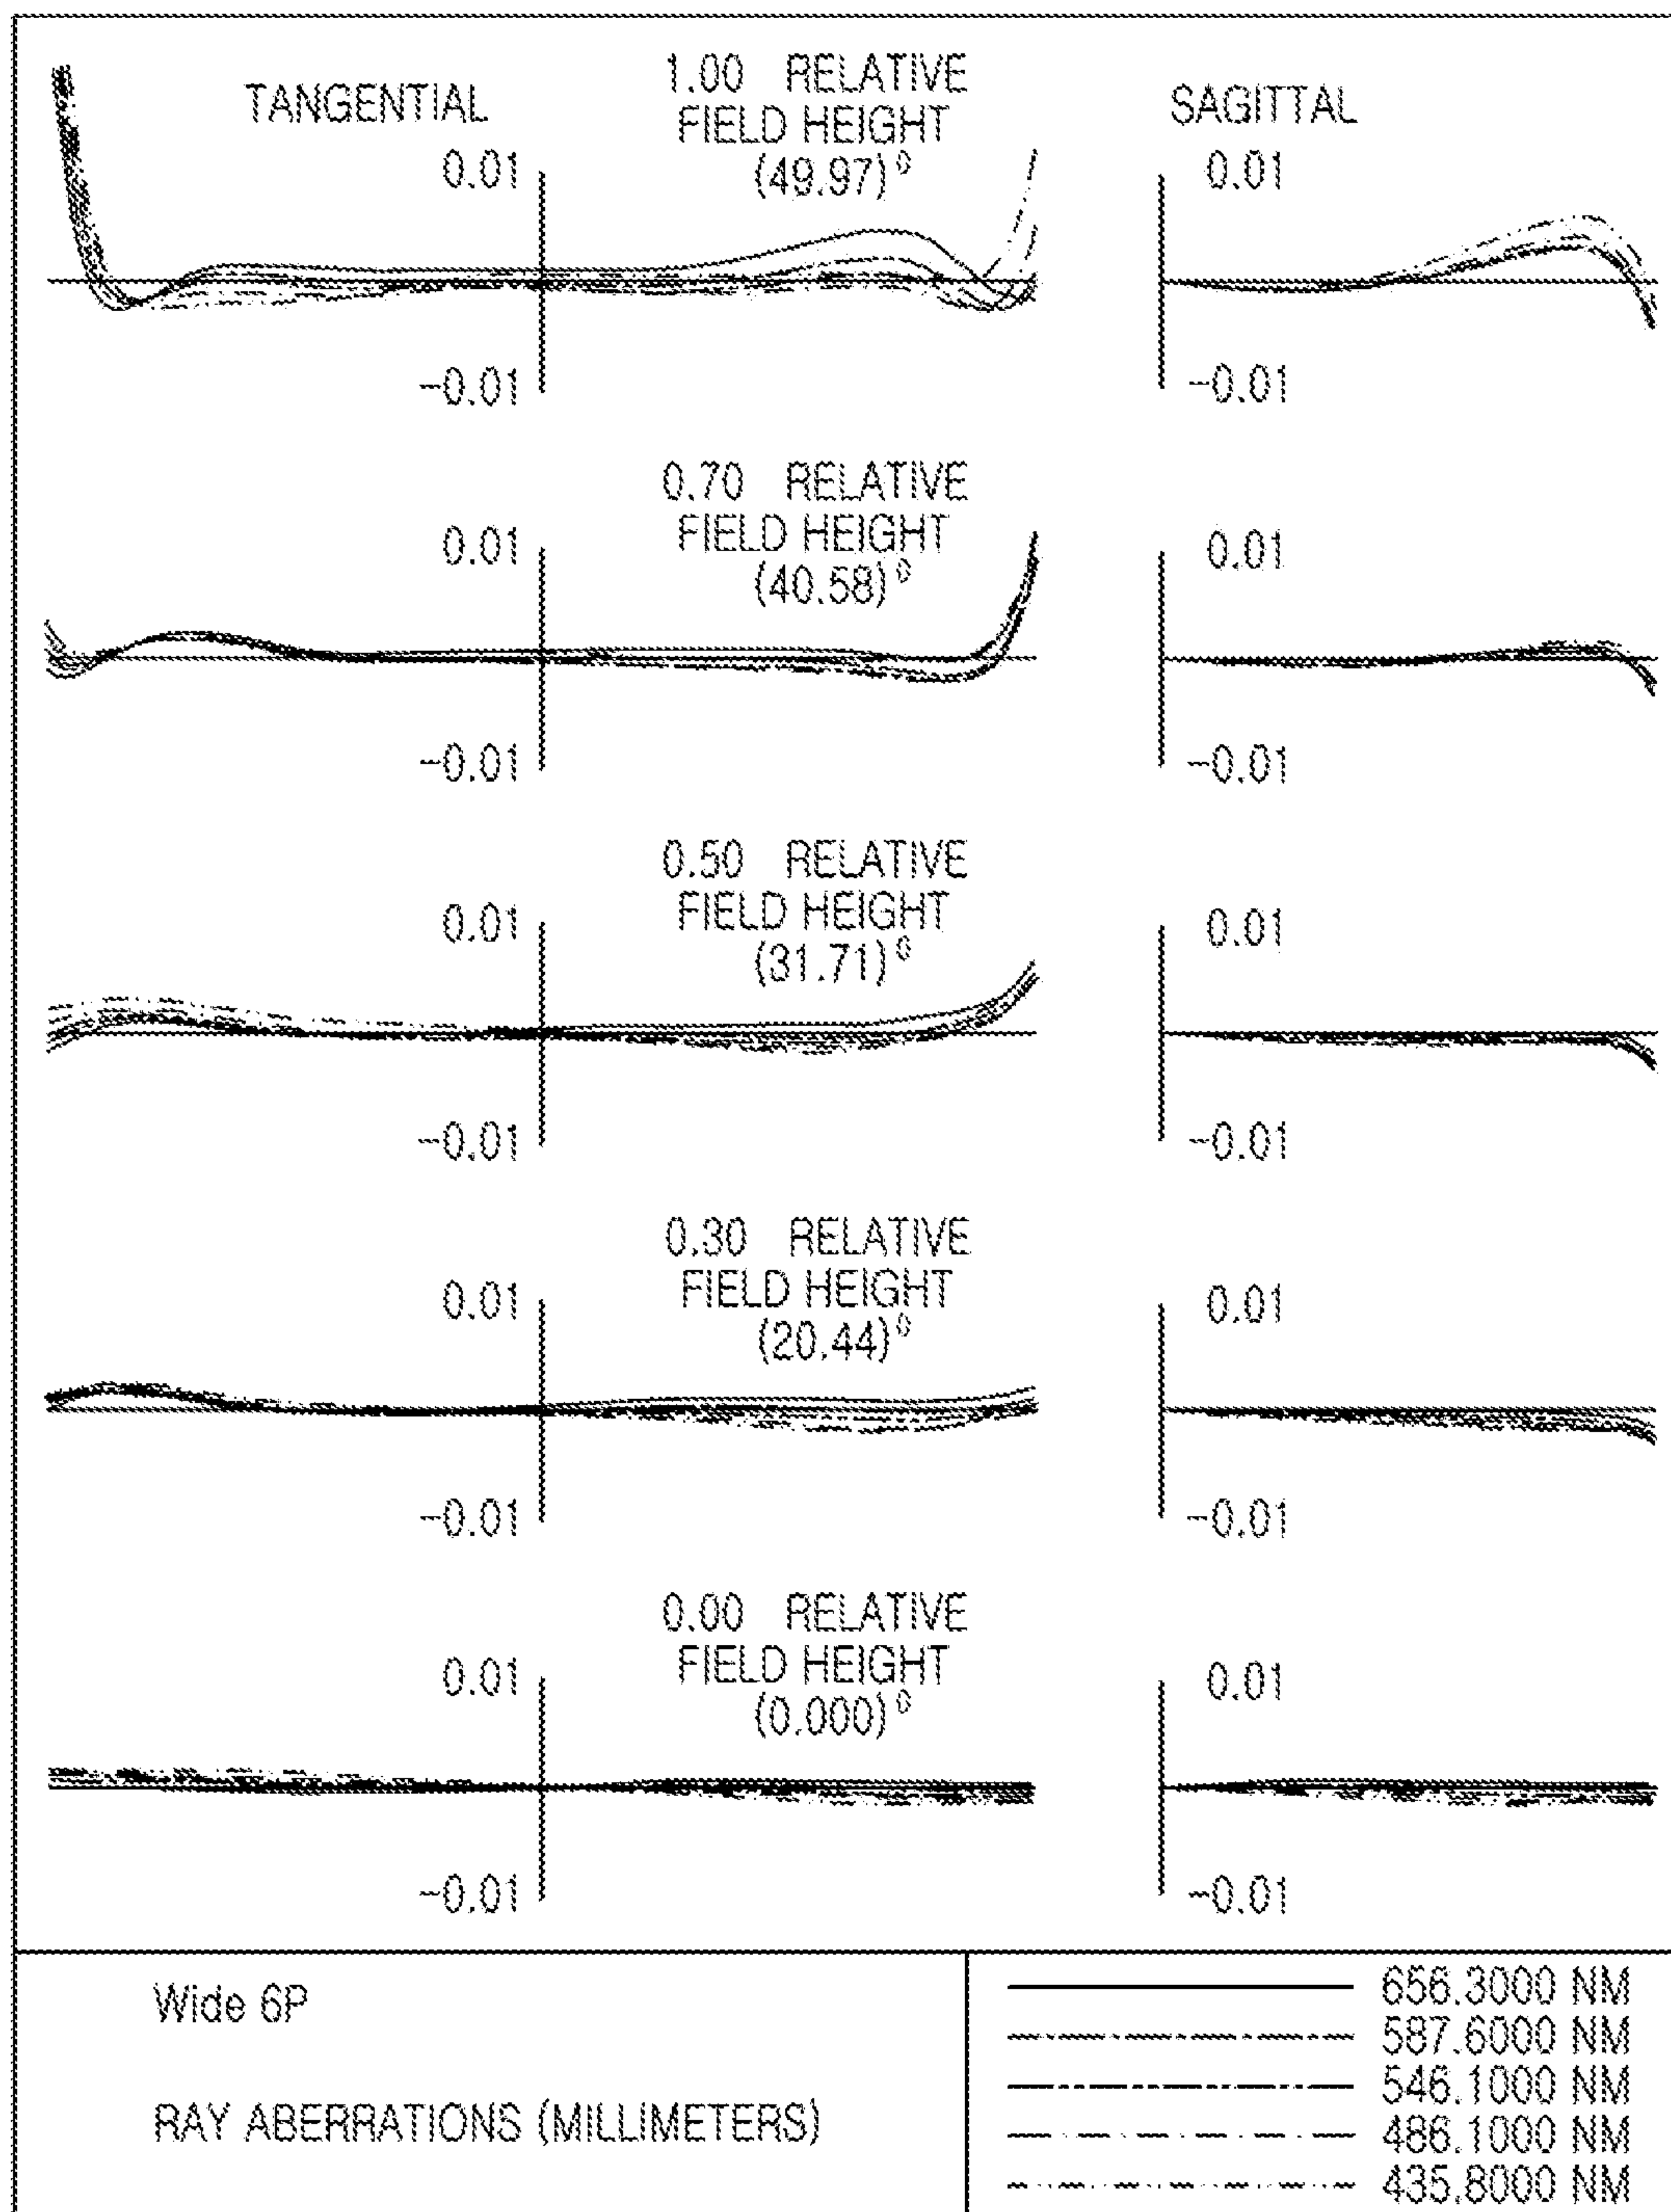 TANGENTIAL
1.00 RELATIVE
FIELD HEIGHT
(49.97)⁰
SAGITTAL
0.01
0.01
-0.01
-0.01
0.70 RELATIVE
FIELD HEIGHT
(40.58)⁰
0.01
0.01
-0.01
-0.01
0.50 RELATIVE
FIELD HEIGHT
(31.71)⁰
0.01
0.01
-0.01
-0.01
0.30 RELATIVE
FIELD HEIGHT
(20.44)⁰
0.01
0.01
-0.01
-0.01
0.00 RELATIVE
FIELD HEIGHT
(0.000)⁰
0.01
0.01
-0.01
-0.01
Wide 6P
RAY ABERRATIONS (MILLIMETERS)
656.3000 NM
587.6000 NM
546.1000 NM
486.1000 NM
435.8000 NM